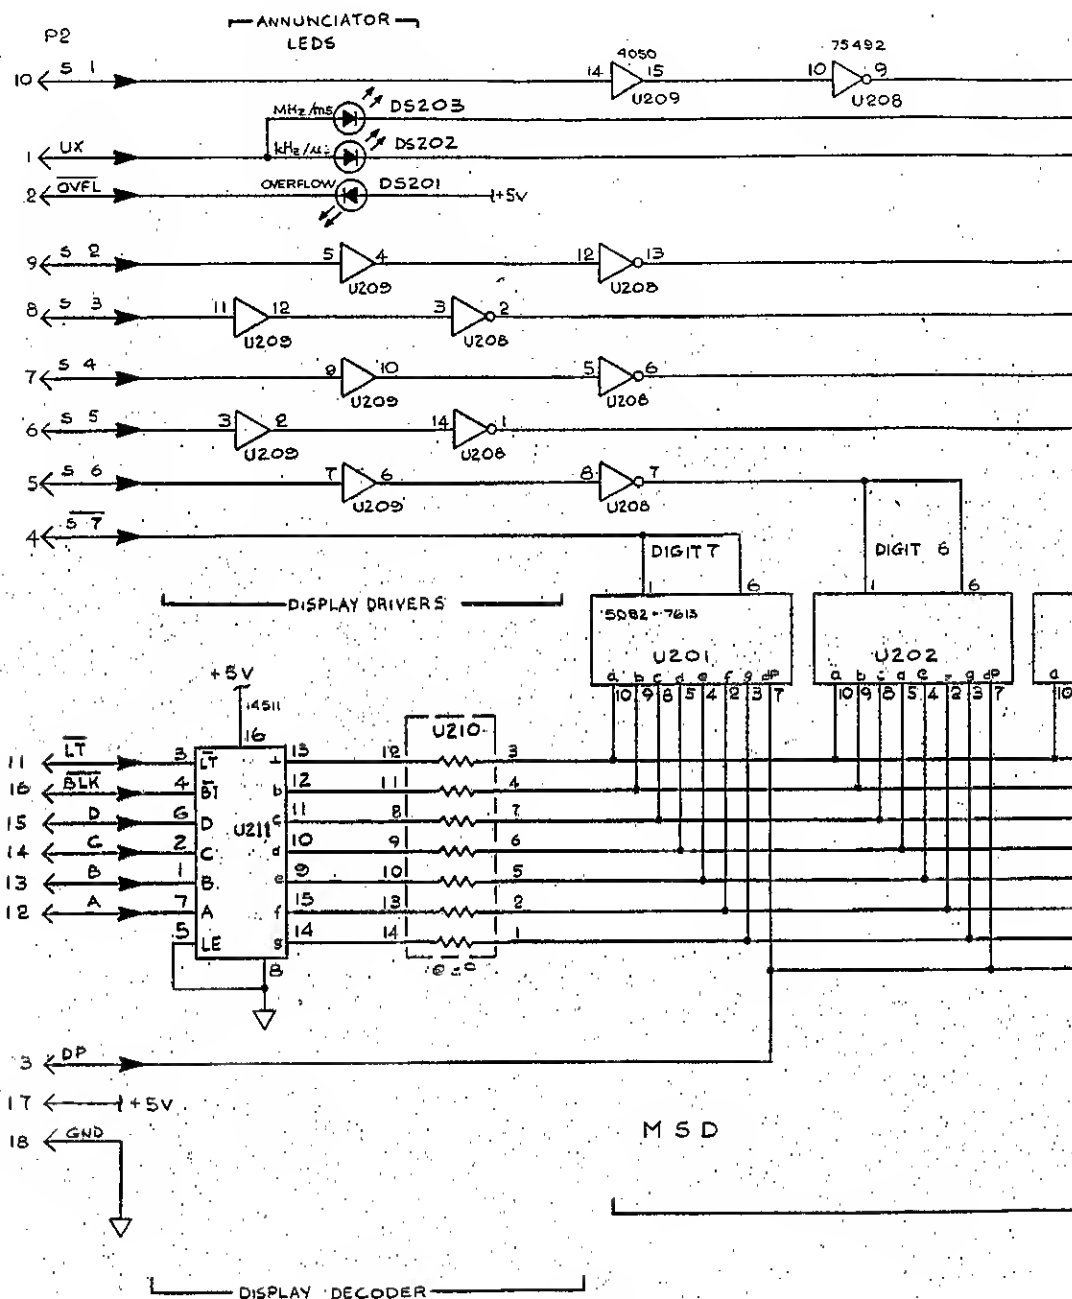 ANNUNCIATOR
LEDS
P2
10 S 1 14 4050 15 U209 10 75492 9 U208
MHz/ms DS203
1 UX kHz/ DS202
2 OVFL OVERFLOW DS201 +5V
9 S 2 5 4 U209 12 13 U208
8 S 3 11 12 U209 3 2 U208
7 S 4 9 10 U209 5 6 U208
6 S 5 3 2 U209 14 1 U208
5 S 6 7 6 U209 8 7 U208
4 S 7
DIGIT 7 DIGIT 6
1 6 1 6
DISPLAY DRIVERS
5082-7613
U201 U202
a b c d e f g dP a b c d e g dP a
10 9 8 5 4 2 3 7 10 9 8 5 4 2 3 7 10
+5V
14511
16
U210
11 LT 3 LT 13 12 3
16 BLK 4 BI b 12 11 4
15 D 6 D U211 c 11 8 7
14 C 2 C d 10 9 6
13 B 1 B e 9 10 5
12 A 7 A f 15 13 2
5 LE g 14 14 1
8
3 DP
17 +5V
18 GND
MSD
DISPLAY DECODER